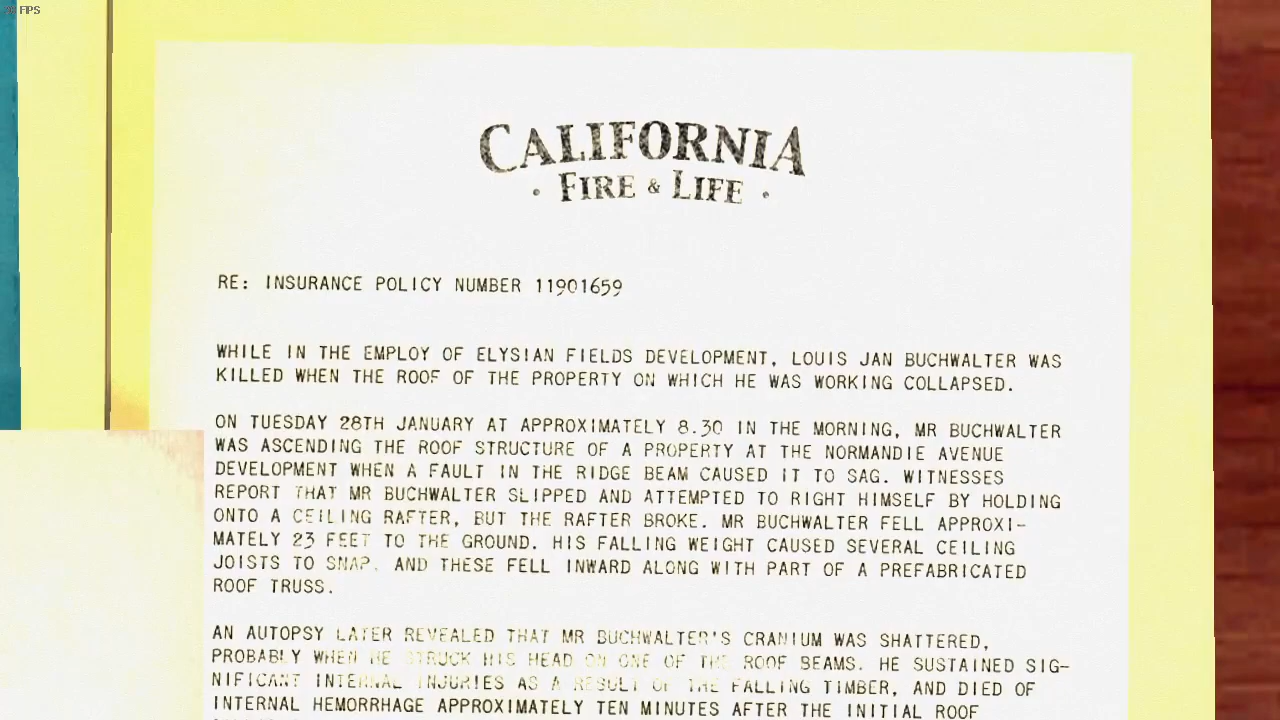 FPS
CALIFORNIA
· FIRE & LIFE ·
RE: INSURANCE POLICY NUMBER 11901659
WHILE IN THE EMPLOY OF ELYSIAN FIELDS DEVELOPMENT, LOUIS JAN BUCHWALTER WAS
KILLED WHEN THE ROOF OF THE PROPERTY ON WHICH HE WAS WORKING COLLAPSED.
ON TUESDAY 28TH JANUARY AT APPROXIMATELY 8.30 IN THE MORNING, MR BUCHWALTER
WAS ASCENDING THE ROOF STRUCTURE OF A PROPERTY AT THE NORMANDIE AVENUE
DEVELOPMENT WHEN A FAULT IN THE RIDGE BEAM CAUSED IT TO SAG. WITNESSES
REPORT THAT MR BUCHWALTER SLIPPED AND ATTEMPTED TO RIGHT HIMSELF BY HOLDING
ONTO A CEILING RAFTER, BUT THE RAFTER BROKE. MR BUCHWALTER FELL APPROXI-
MATELY 23 FEET TO THE GROUND. HIS FALLING WEIGHT CAUSED SEVERAL CEILING
JOISTS TO SNAP. AND THESE FELL INWARD ALONG WITH PART OF A PREFABRICATED
ROOF TRUSS.
AN AUTOPSY LATER REVEALED THAT MR BUCHWALTER'S CRANIUM WAS SHATTERED,
PROBABLY WHEN HE STRUCK HIS HEAD ON ONE OF THE ROOF BEAMS. HE SUSTAINED SIG-
NIFICANT INTERNAL INJURIES AS A RESULT OF THE FALLING TIMBER, AND DIED OF
INTERNAL HEMORRHAGE APPROXIMATELY TEN MINUTES AFTER THE INITIAL ROOF